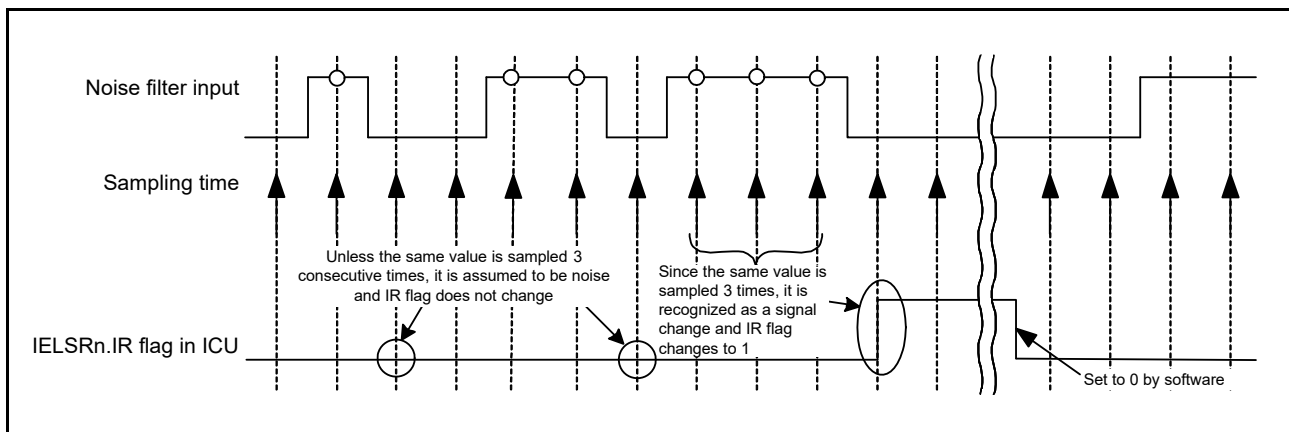 Noise filter input
Sampling time
Unless the same value is sampled 3
consecutive times, it is assumed to be noise
and IR flag does not change
Since the same value is
sampled 3 times, it is
recognized as a signal
change and IR flag
changes to 1
IELSRn.IR flag in ICU
Set to 0 by software